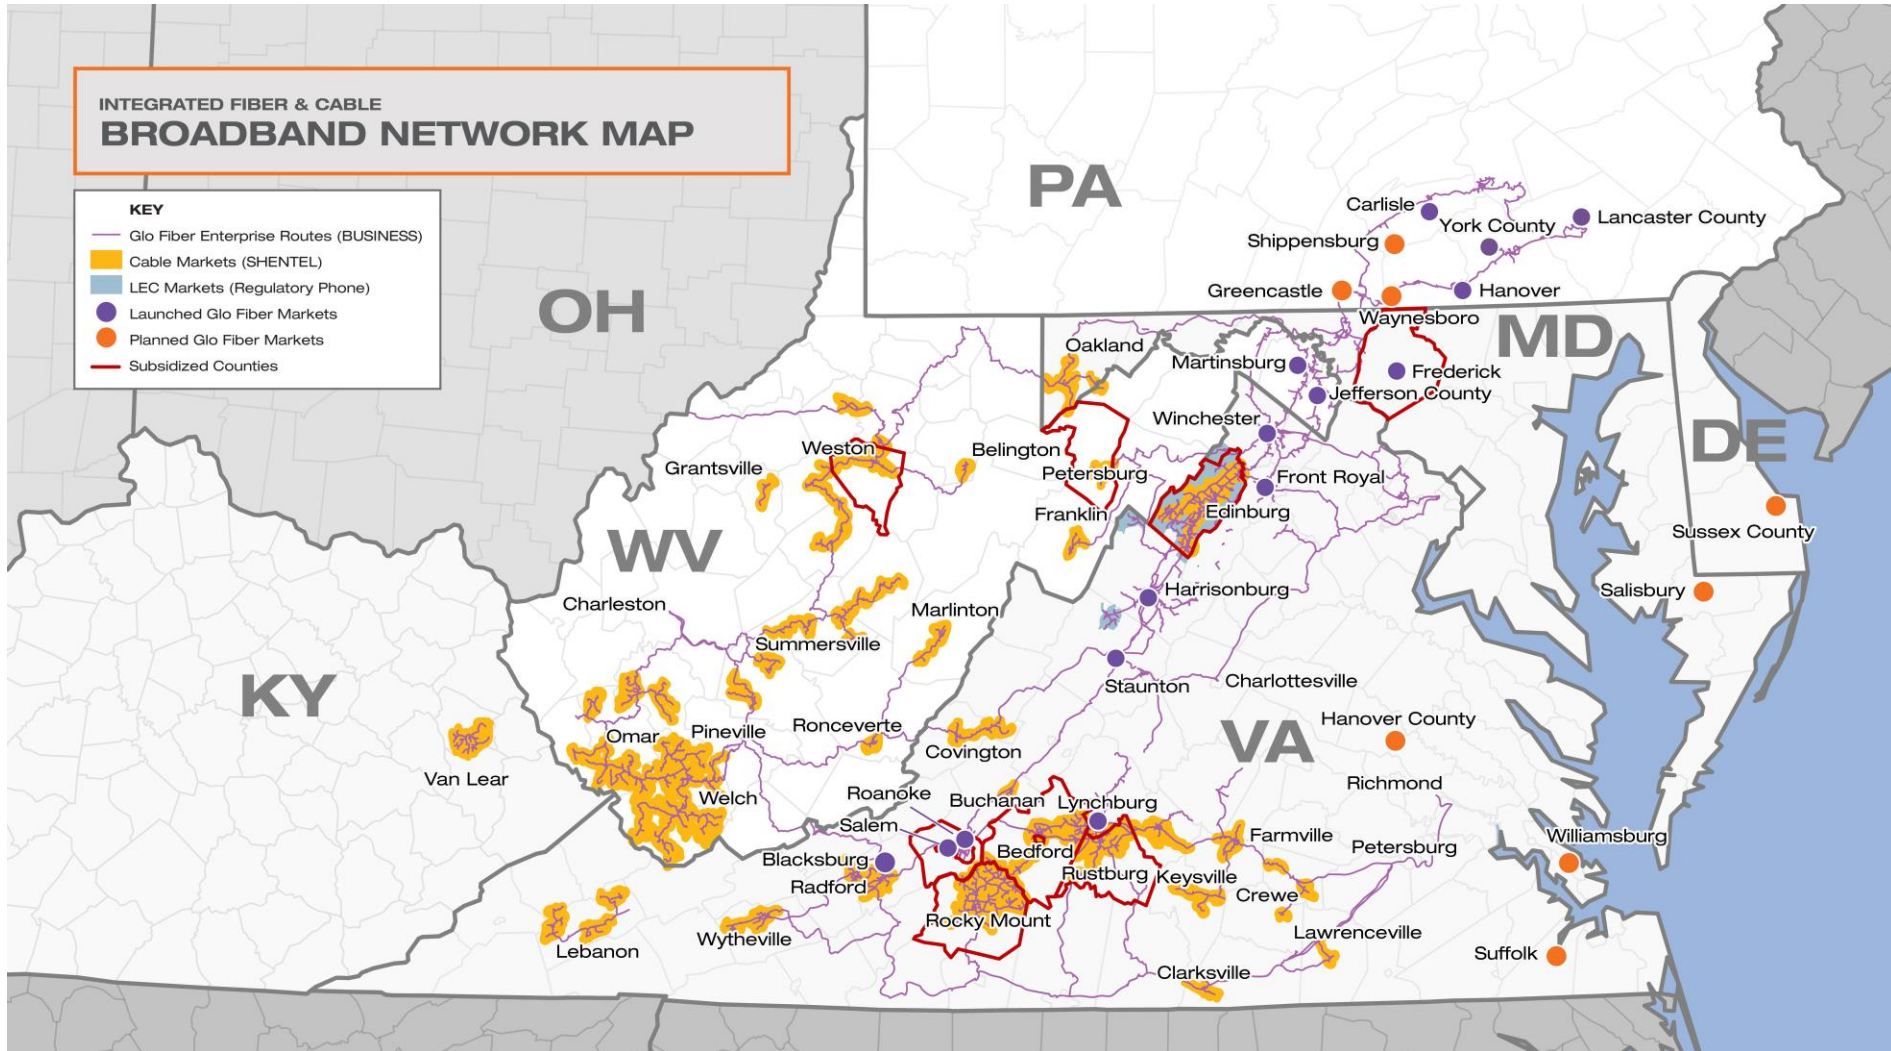 INTEGRATED FIBER & CABLE
BROADBAND NETWORK MAP
KEY
Glo Fiber Enterprise Routes (BUSINESS)
Cable Markets (SHENTEL)
LEC Markets (Regulatory Phone)
Launched Glo Fiber Markets
Planned Glo Fiber Markets
Subsidized Counties
PA
OH
MD
DE
WV
KY
VA
Carlisle
York County
Lancaster County
Shippensburg
Greencastle
Hanover
Waynesboro
Oakland
Martinsburg
Frederick
Jefferson County
Winchester
Weston
Belington
Grantsville
Petersburg
Front Royal
Franklin
Edinburg
Sussex County
Salisbury
Harrisonburg
Charleston
Marlinton
Summersville
Staunton
Charlottesville
Hanover County
Ronceverte
Pineville
Omar
Covington
Van Lear
Richmond
Welch
Roanoke
Buchanan
Lynchburg
Salem
Farmville
Williamsburg
Petersburg
Bedford
Blacksburg
Radford
Rustburg
Keysville
Crewe
Rocky Mount
Wytheville
Lawrenceville
Lebanon
Suffolk
Clarksville